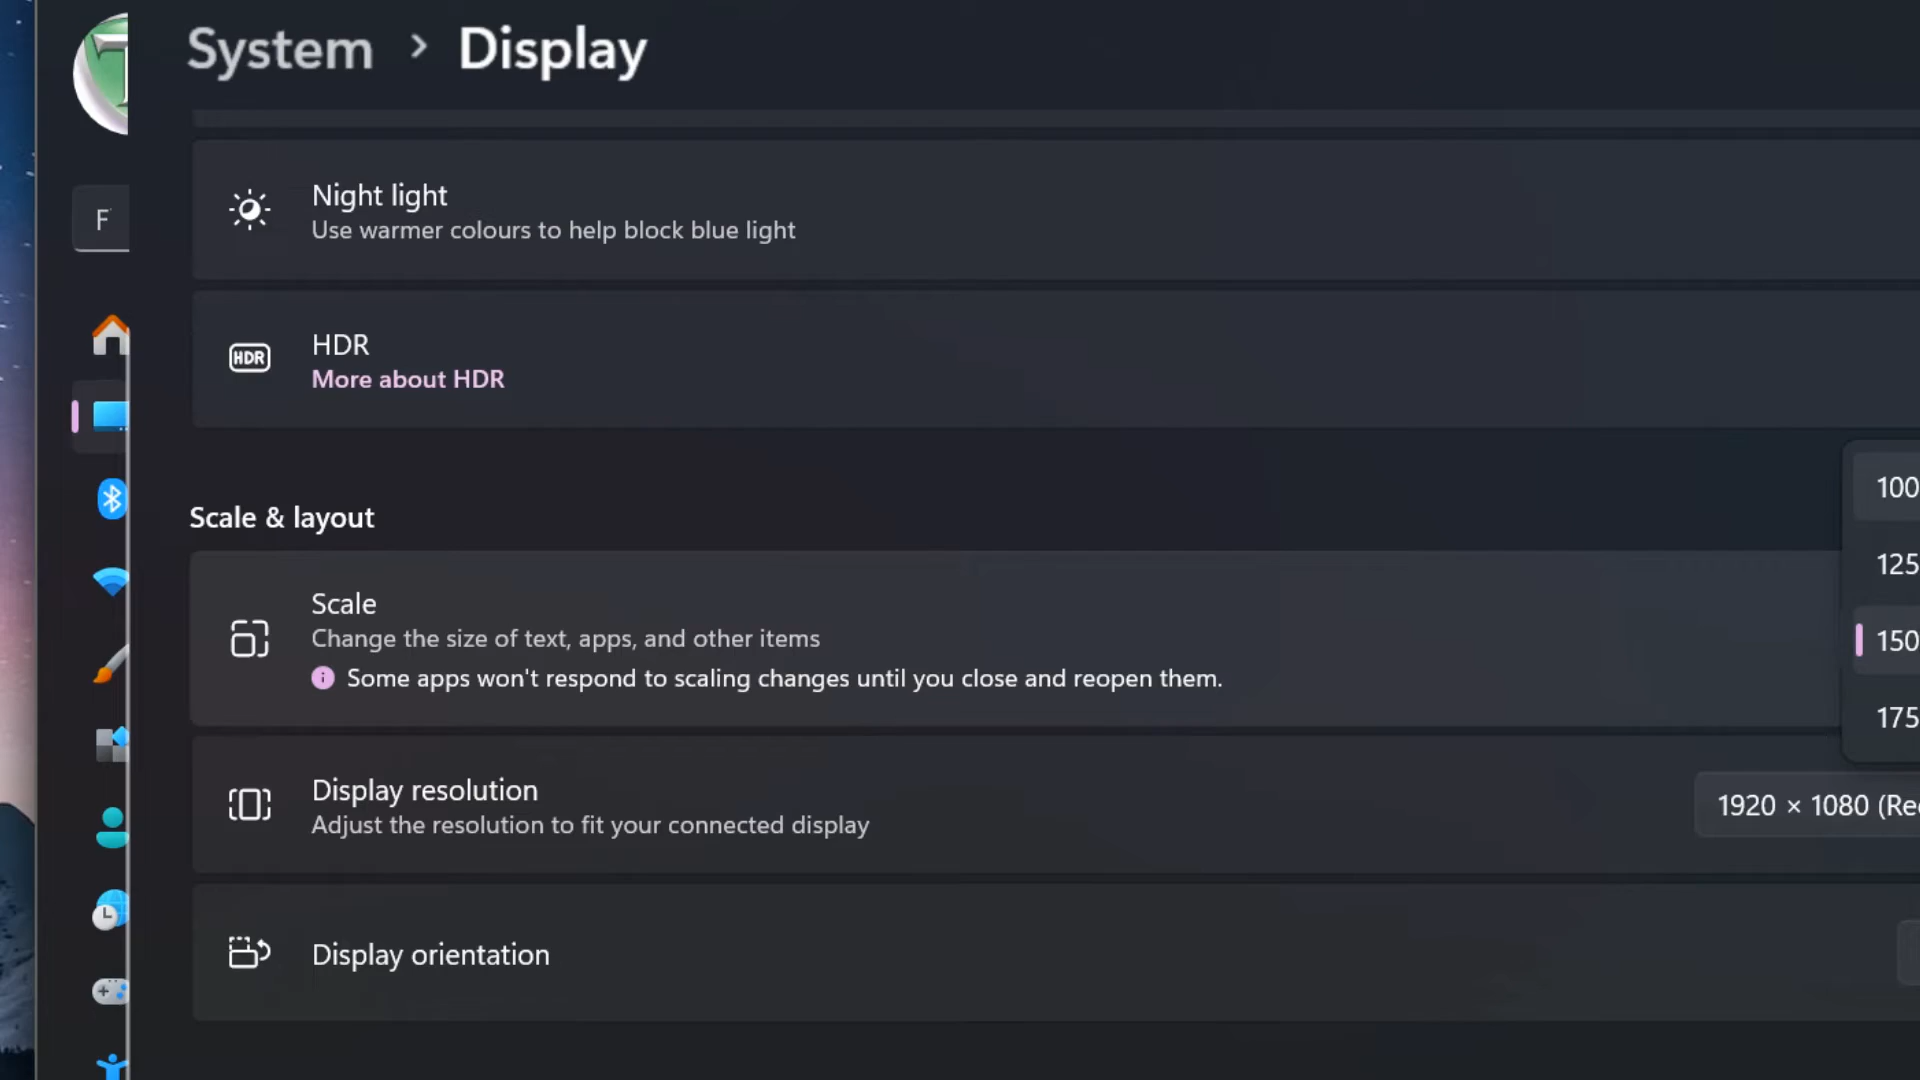 System > Display
Night light
Use warmer colours to help block blue light
HDR
HDR
More about HDR
Scale & layout
Scale
Change the size of text, apps, and other items
Some apps won't respond to scaling changes until you close and reopen them.
100
125
150
175
Display resolution
Adjust the resolution to fit your connected display
1920 × 1080 (Rec
Display orientation
F